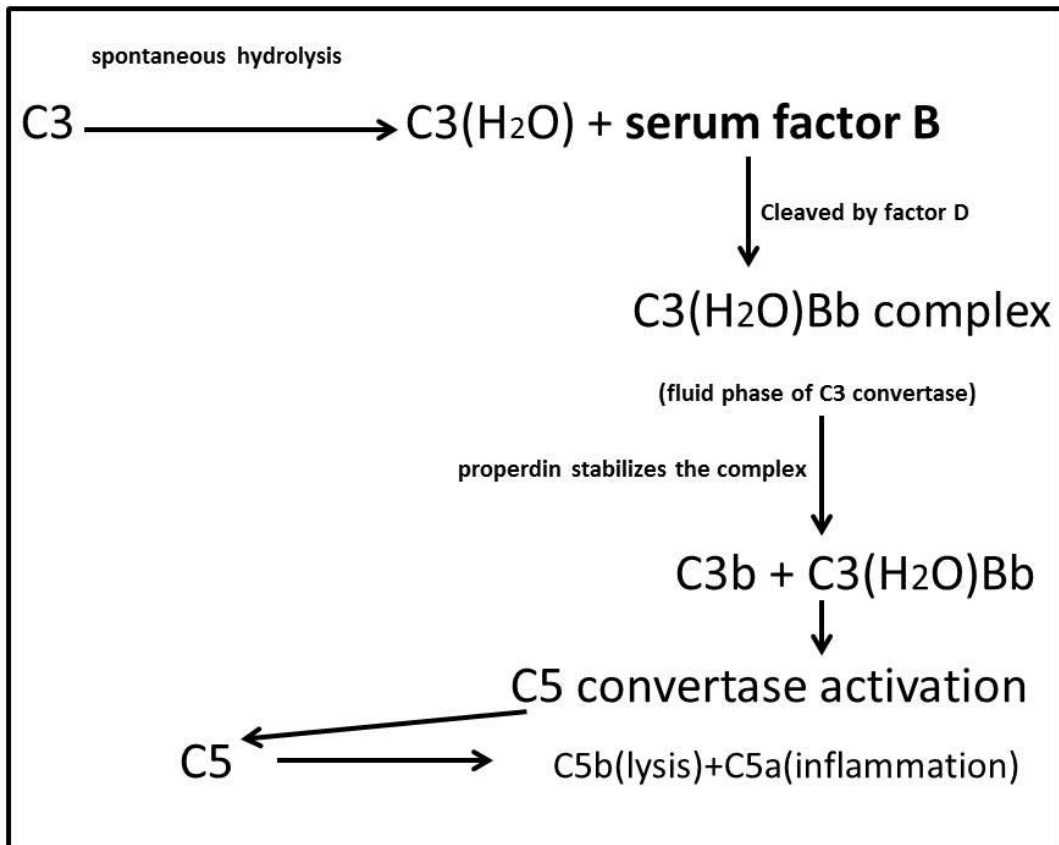 spontaneous hydrolysis
C3 C3(H2O) + serum factor B
Cleaved by factor D
C3(H2O)Bb complex
(fluid phase of C3 convertase)
properdin stabilizes the complex
C3b + C3(H2O)Bb
C5 convertase activation
C5 C5b(lysis)+C5a(inflammation)